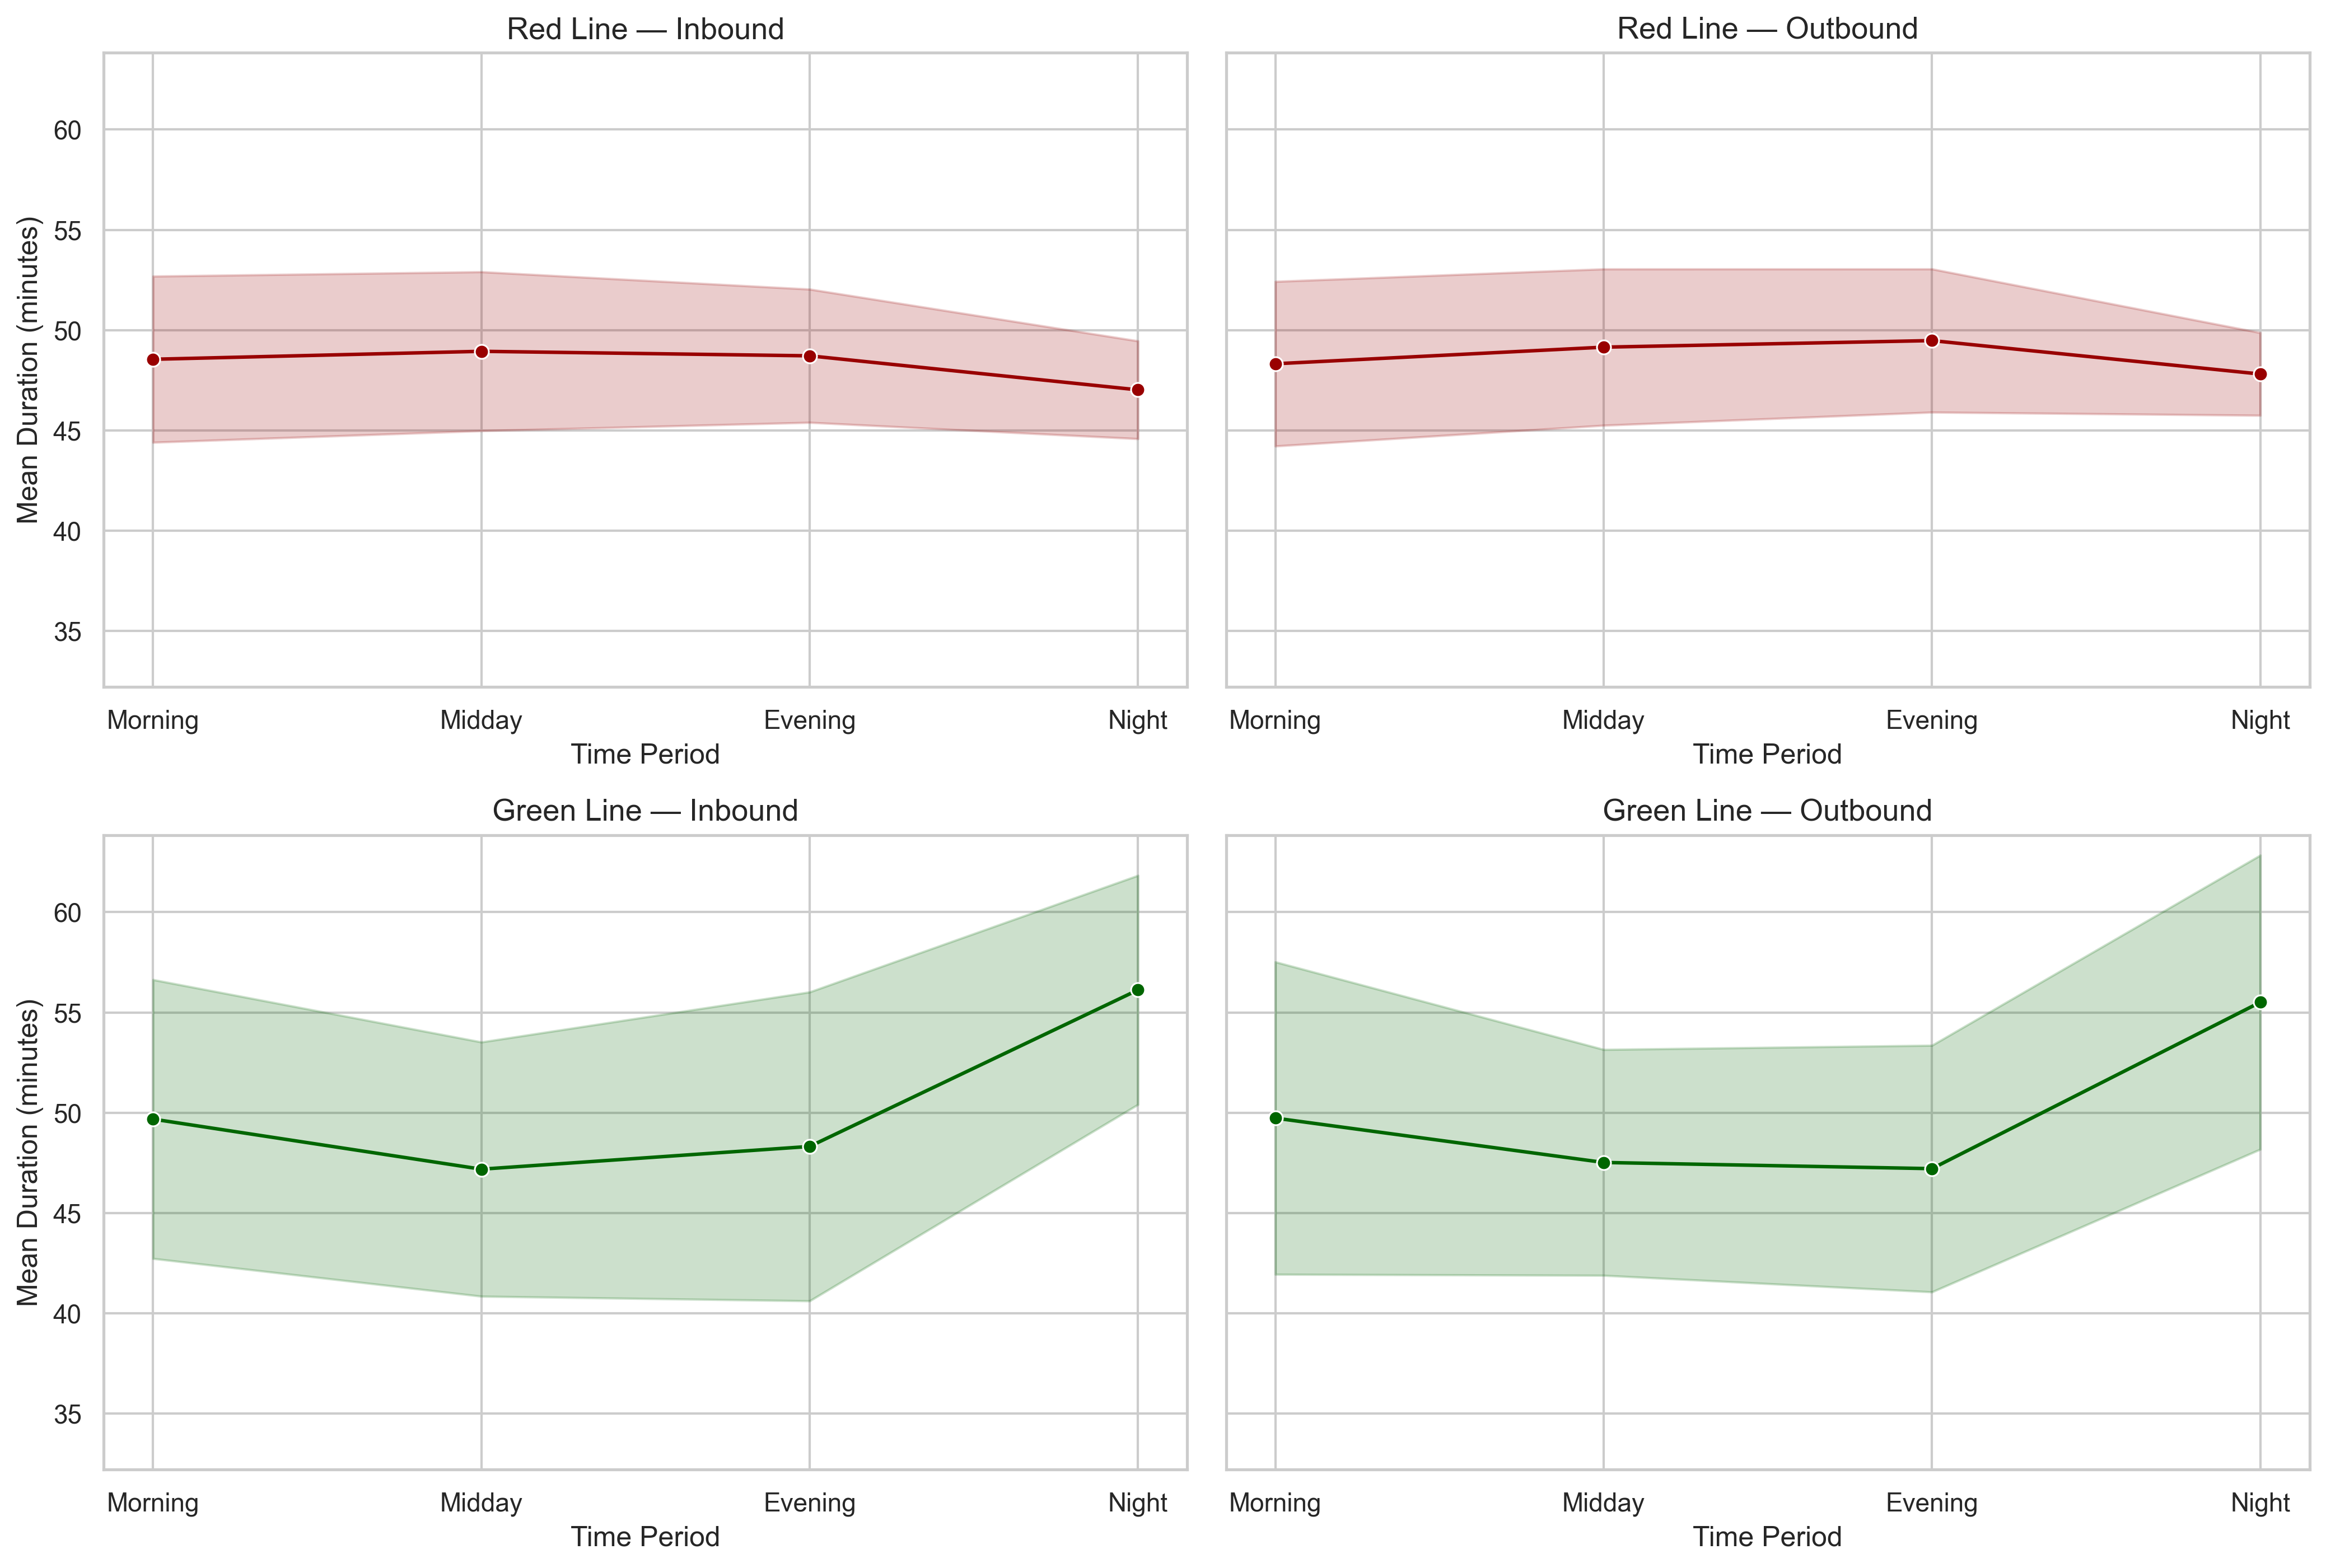 Red Line — Inbound
Red Line — Outbound
Mean Duration (minutes)
60
55
50
45
40
35
Morning Midday Evening Night
Time Period
Morning Midday Evening Night
Time Period
Green Line — Inbound
Green Line — Outbound
Mean Duration (minutes)
60
55
50
45
40
35
Morning Midday Evening Night
Time Period
Morning Midday Evening Night
Time Period